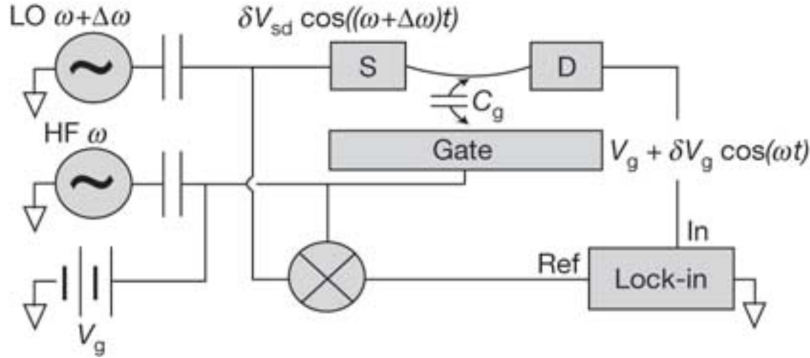 LO ω+Δω
δVsd cos((ω+Δω)t)
S
D
Cg
HF ω
Gate
Vg + δVg cos(ωt)
In
Ref
Lock-in
Vg